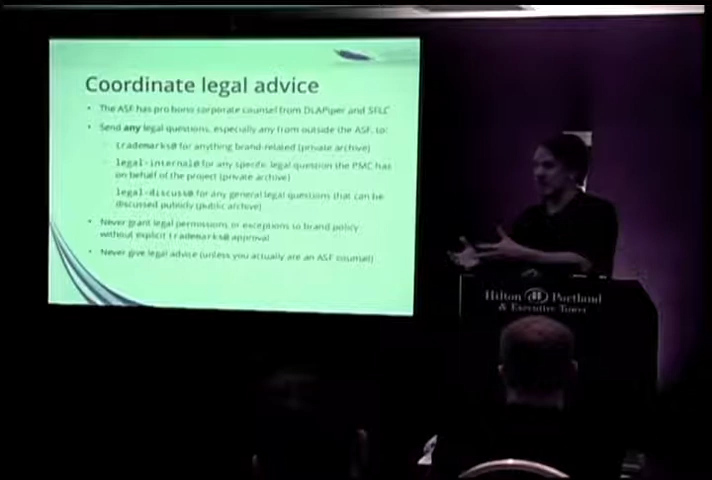 Coordinate legal advice
• The ASF has pro bono corporate counsel from DLAPiper and SFLC
• Send any legal questions, especially any from outside the ASF, to:
trademarks@ for anything brand-related (private archive)
legal-internal@ for any specific legal question the PMC has
on behalf of the project (private archive)
legal-discuss@ for any general legal questions that can be
discussed publicly (public archive)
• Never grant legal permissions or exceptions to brand policy
without explicit trademarks@ approval
• Never give legal advice (unless you actually are an ASF counsel)
Hilton Portland
& Executive Tower